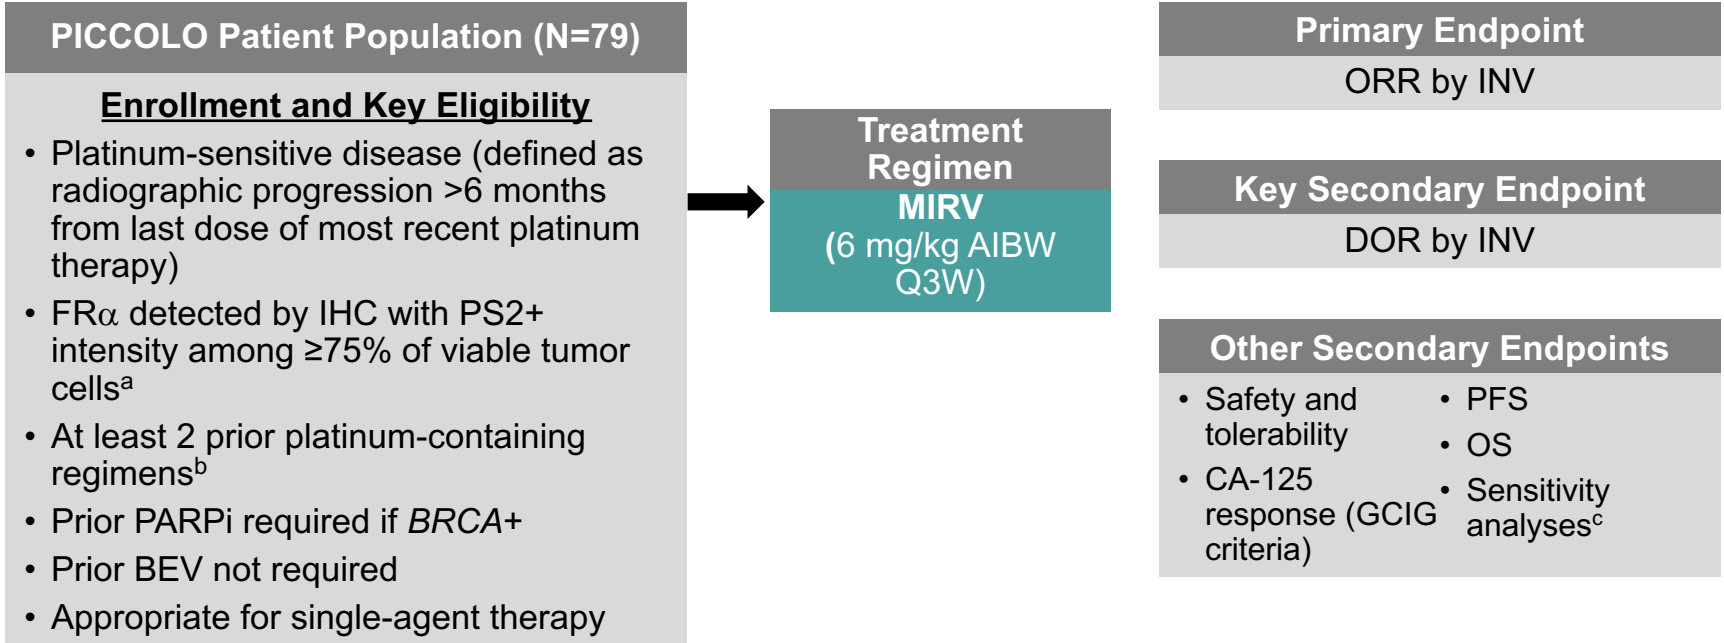 PICCOLO Patient Population (N=79)
Enrollment and Key Eligibility
• Platinum-sensitive disease (defined as
radiographic progression >6 months
from last dose of most recent platinum
therapy)
• FRα detected by IHC with PS2+
intensity among ≥75% of viable tumor
cellsᵃ
• At least 2 prior platinum-containing
regimensᵇ
• Prior PARPi required if BRCA+
• Prior BEV not required
• Appropriate for single-agent therapy
Treatment
Regimen
MIRV
(6 mg/kg AIBW
Q3W)
Primary Endpoint
ORR by INV
Key Secondary Endpoint
DOR by INV
Other Secondary Endpoints
• Safety and
tolerability
• CA-125
response (GCIG
criteria)
• PFS
• OS
• Sensitivity
analysesᶜ